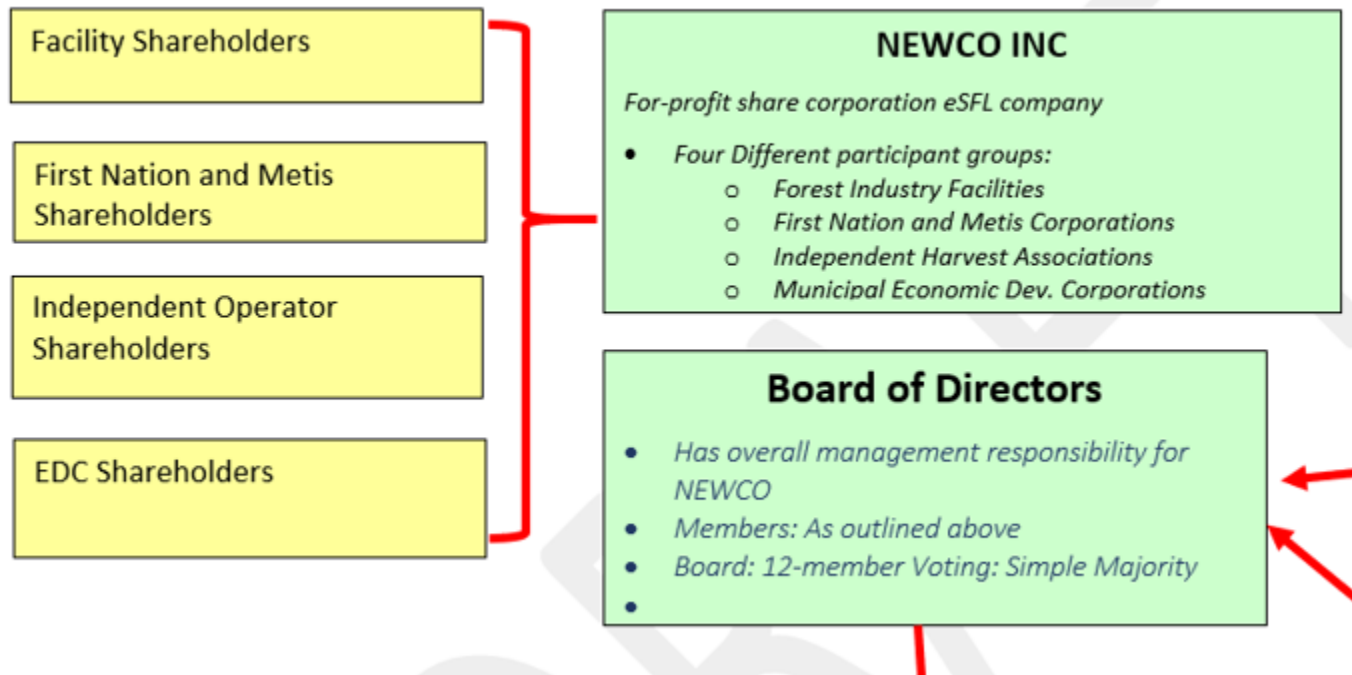 Facility Shareholders
First Nation and Metis
Shareholders
Independent Operator
Shareholders
EDC Shareholders
NEWCO INC
For-profit share corporation eSFL company
• Four Different participant groups:
o Forest Industry Facilities
o First Nation and Metis Corporations
o Independent Harvest Associations
o Municipal Economic Dev. Corporations
Board of Directors
• Has overall management responsibility for
NEWCO
• Members: As outlined above
• Board: 12-member Voting: Simple Majority
•